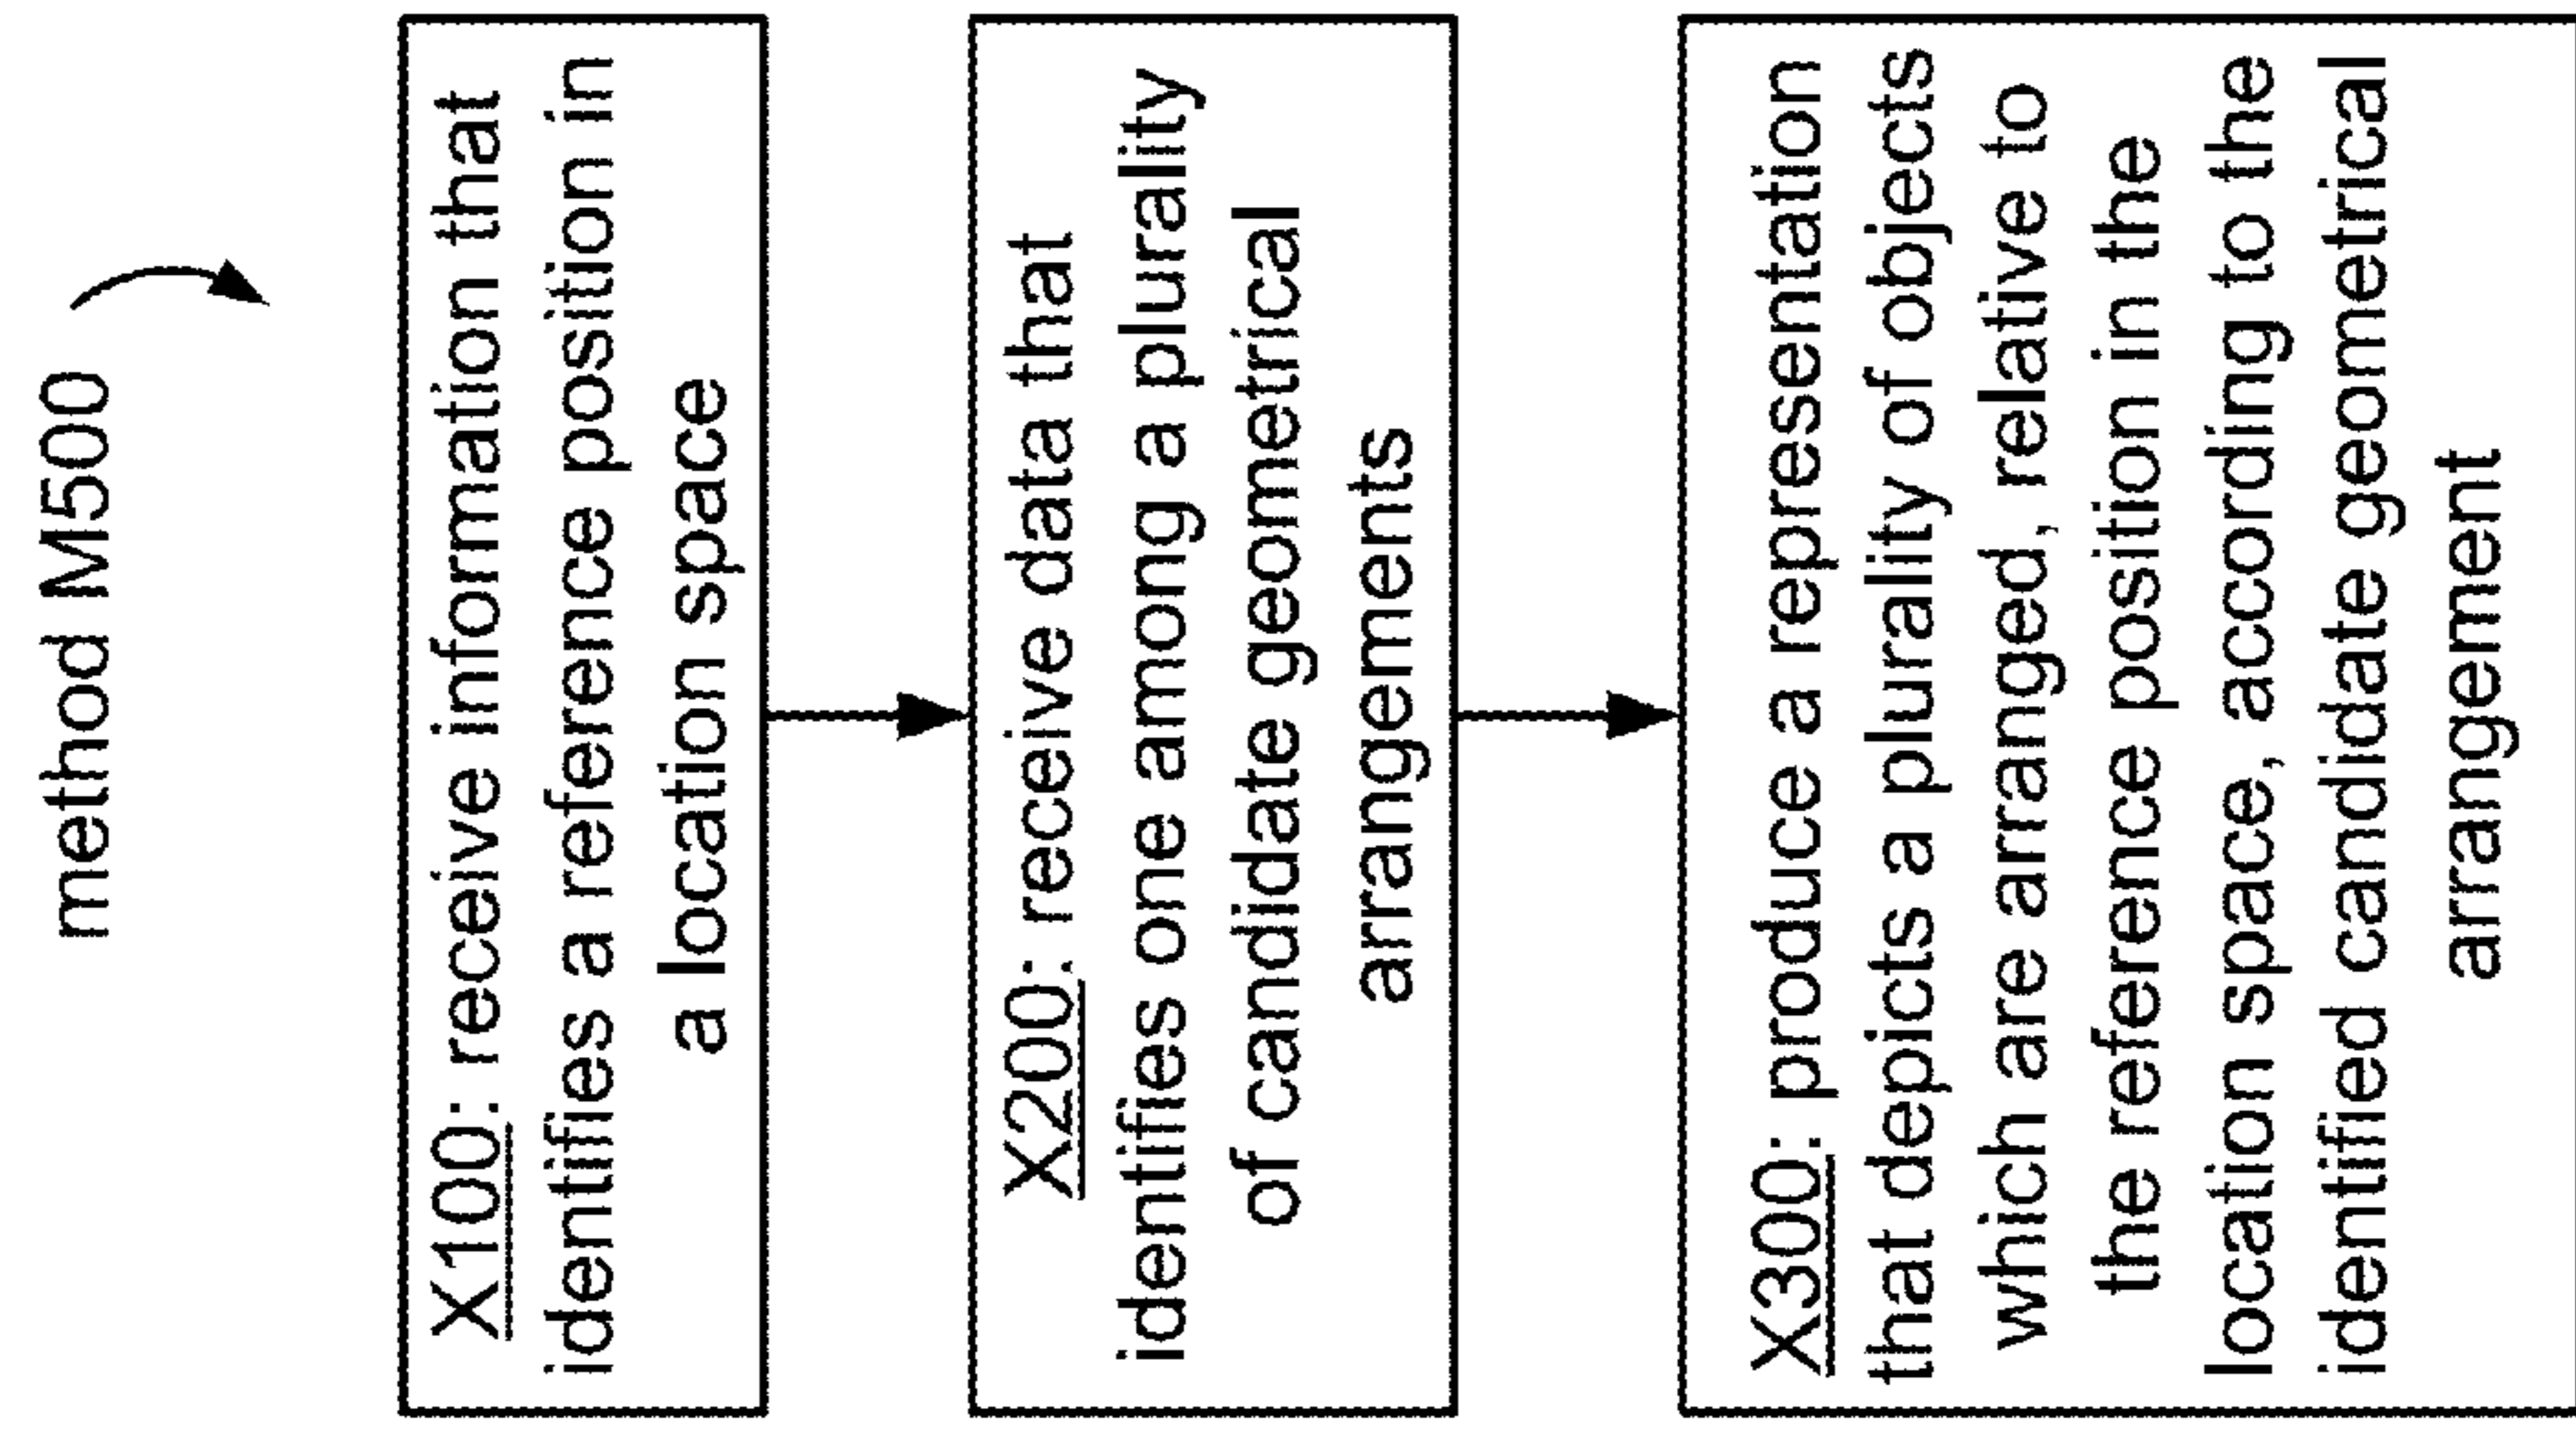 method M500
X100: receive information that
identifies a reference position in
a location space
X200: receive data that
identifies one among a plurality
of candidate geometrical
arrangements
X300: produce a representation
that depicts a plurality of objects
which are arranged, relative to
the reference position in the
location space, according to the
identified candidate geometrical
arrangement